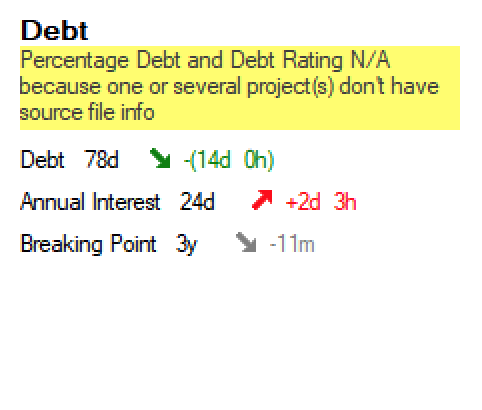 Debt
Percentage Debt and Debt Rating N/A
because one or several project(s) don't have
source file info
Debt 78d -(14d 0h)
Annual Interest 24d +2d 3h
Breaking Point 3y -11m